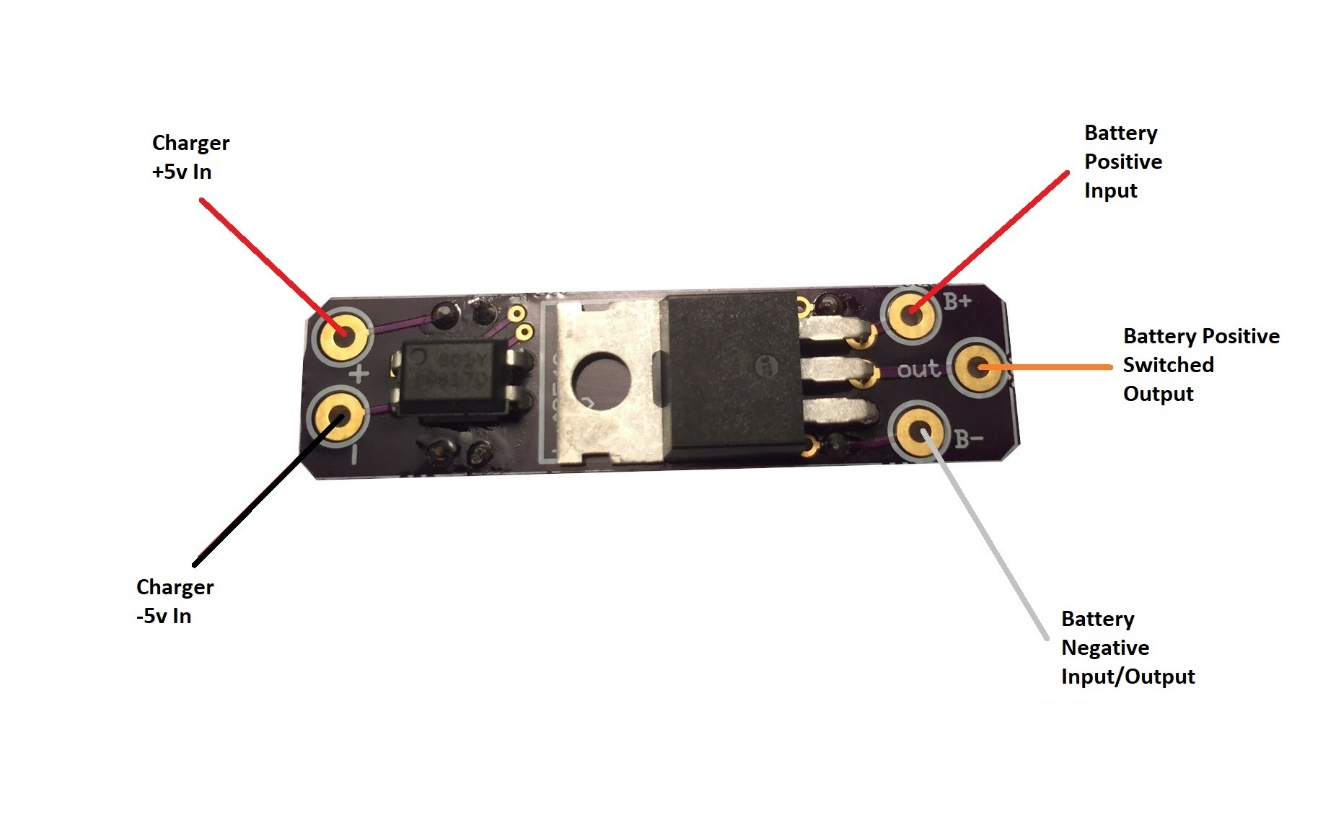 Charger
+5v In
Battery
Positive
Input
B+
Battery Positive
Switched
Output
out
+
B-
-
Charger
-5v In
Battery
Negative
Input/Output